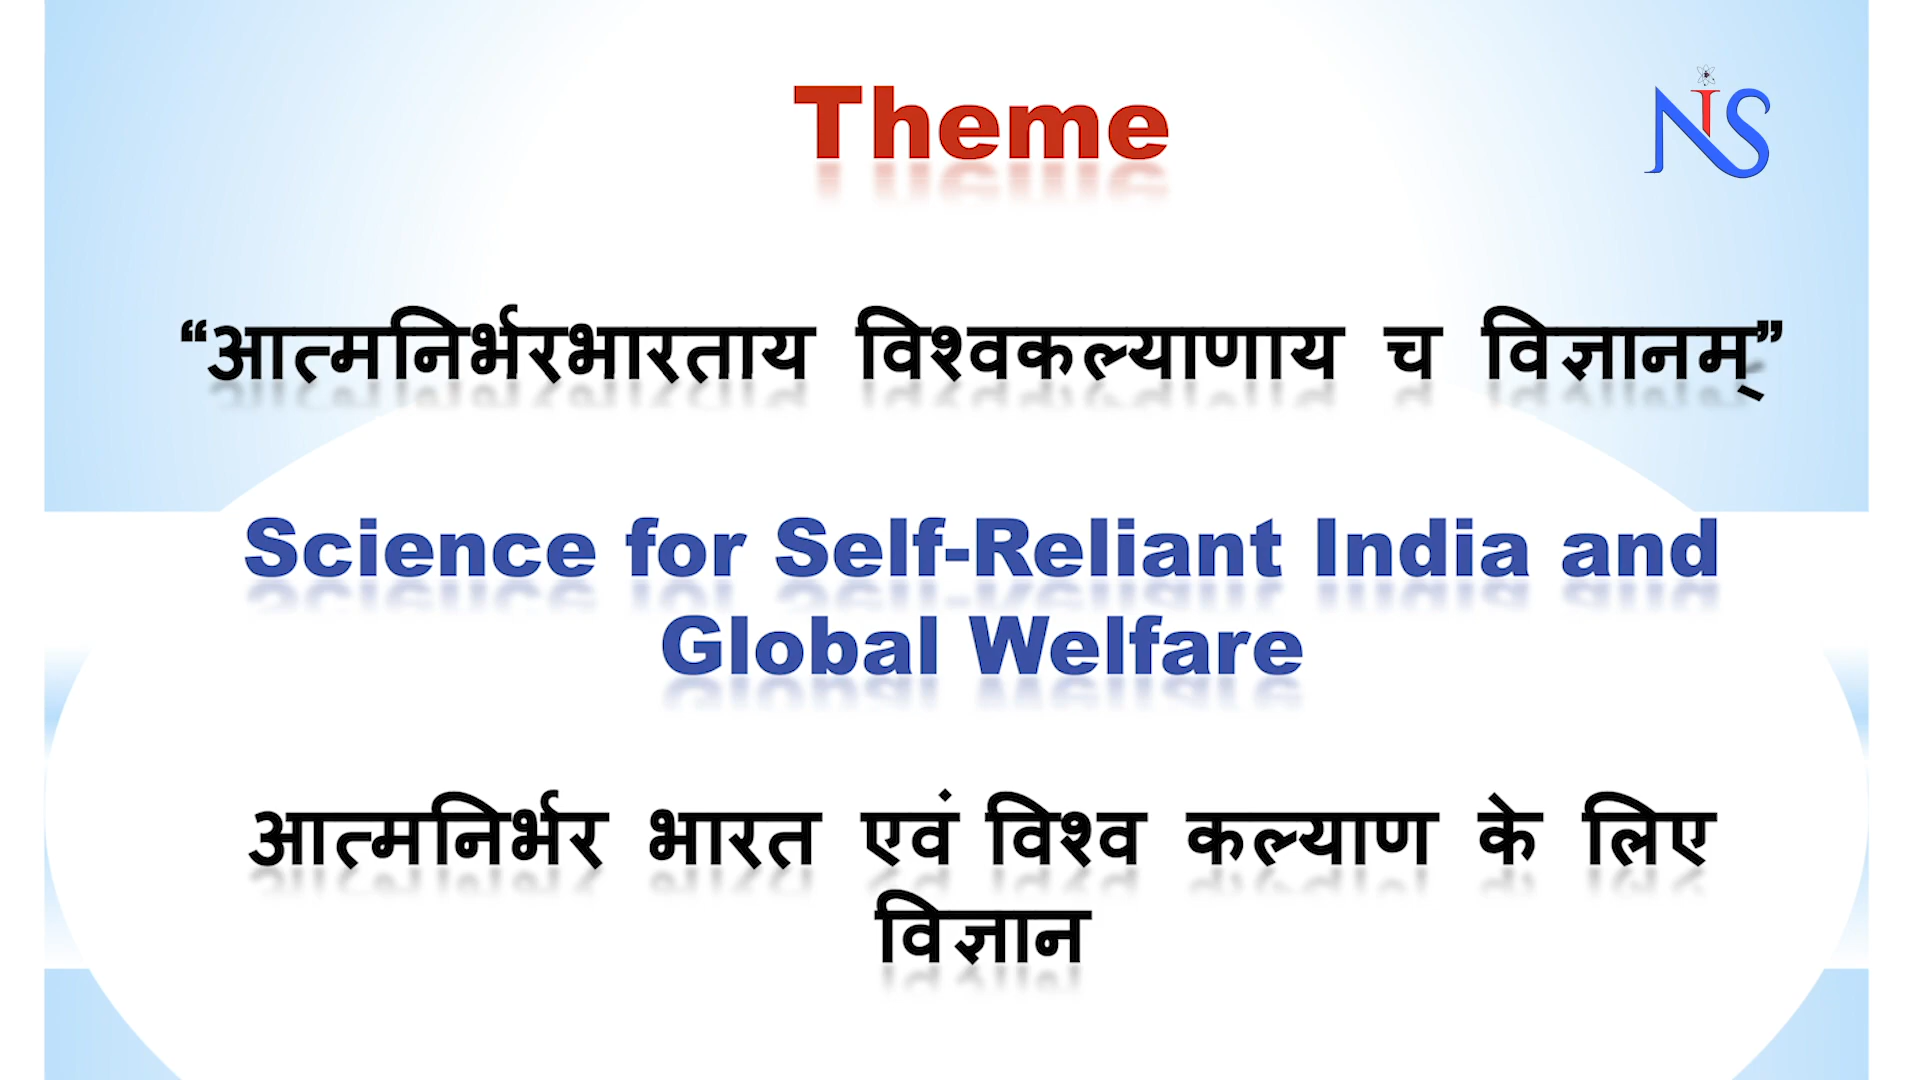 Theme
NIS
“आत्मनिर्भरभारताय विश्वकल्याणाय च विज्ञानम्”
Science for Self-Reliant India and
Global Welfare
आत्मनिर्भर भारत एवं विश्व कल्याण के लिए
विज्ञान